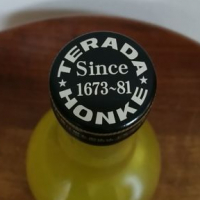 TERADA
Since
1673~81
★ HONKE ★